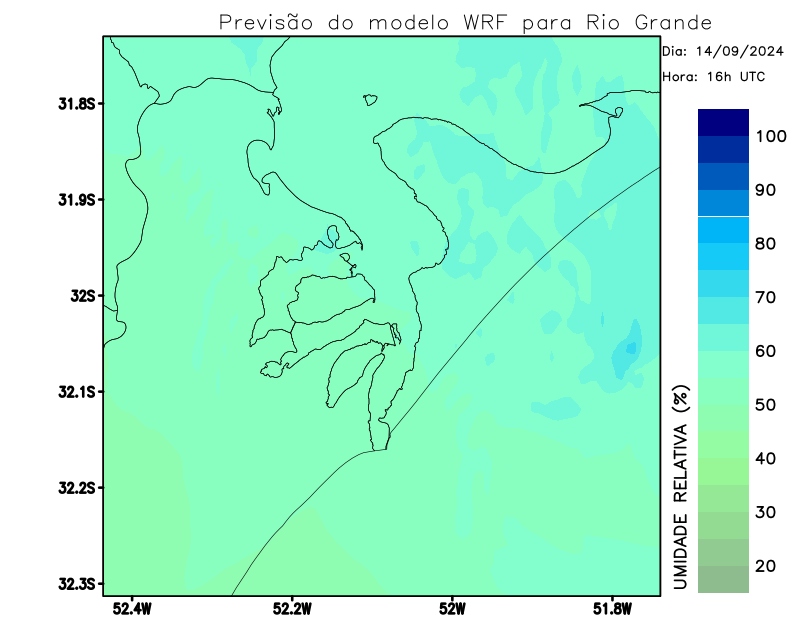 Previsão do modelo WRF para Rio Grande
Dia: 14/09/2024
Hora: 16h UTC
31.8S
31.9S
32S
32.1S
32.2S
32.3S
52.4W
52.2W
52W
51.8W
100
90
80
70
60
50
40
30
20
UMIDADE RELATIVA (%)